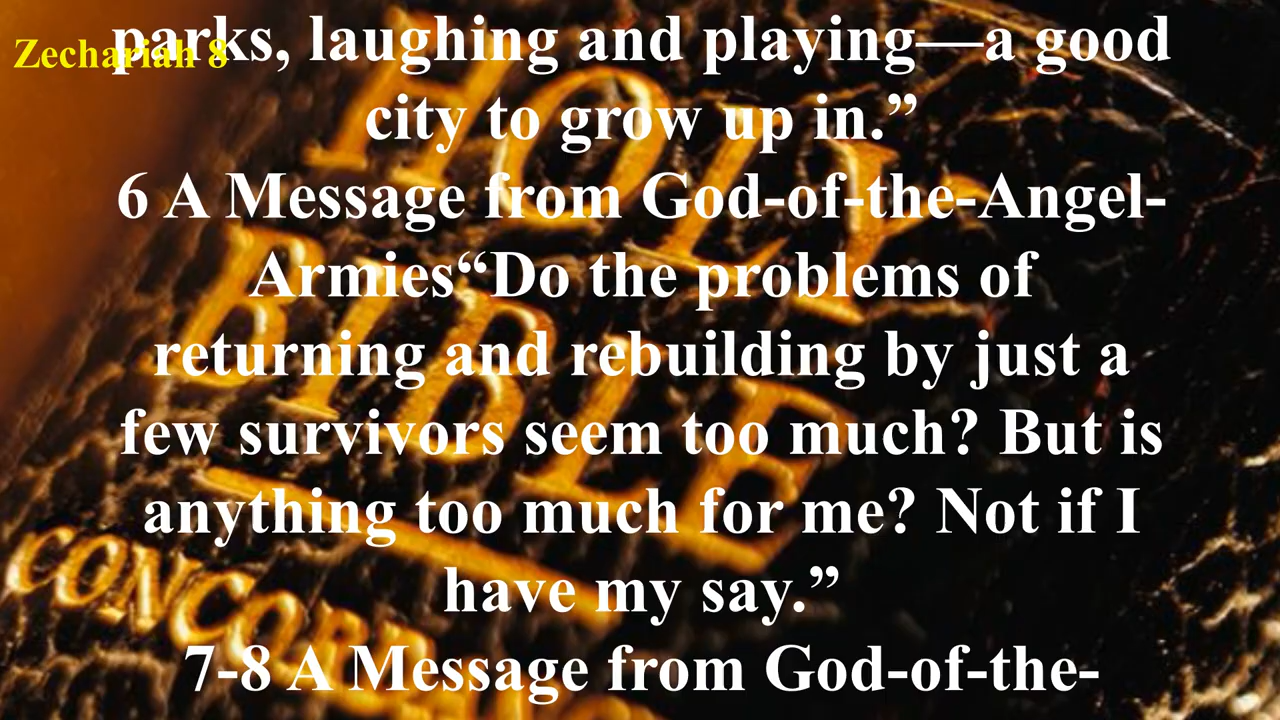 Zechariah 8
parks, laughing and playing—a good
city to grow up in.”
6 A Message from God-of-the-Angel-
Armies“Do the problems of
returning and rebuilding by just a
few survivors seem too much? But is
anything too much for me? Not if I
have my say.”
7-8 A Message from God-of-the-
HOLY
BIBLE